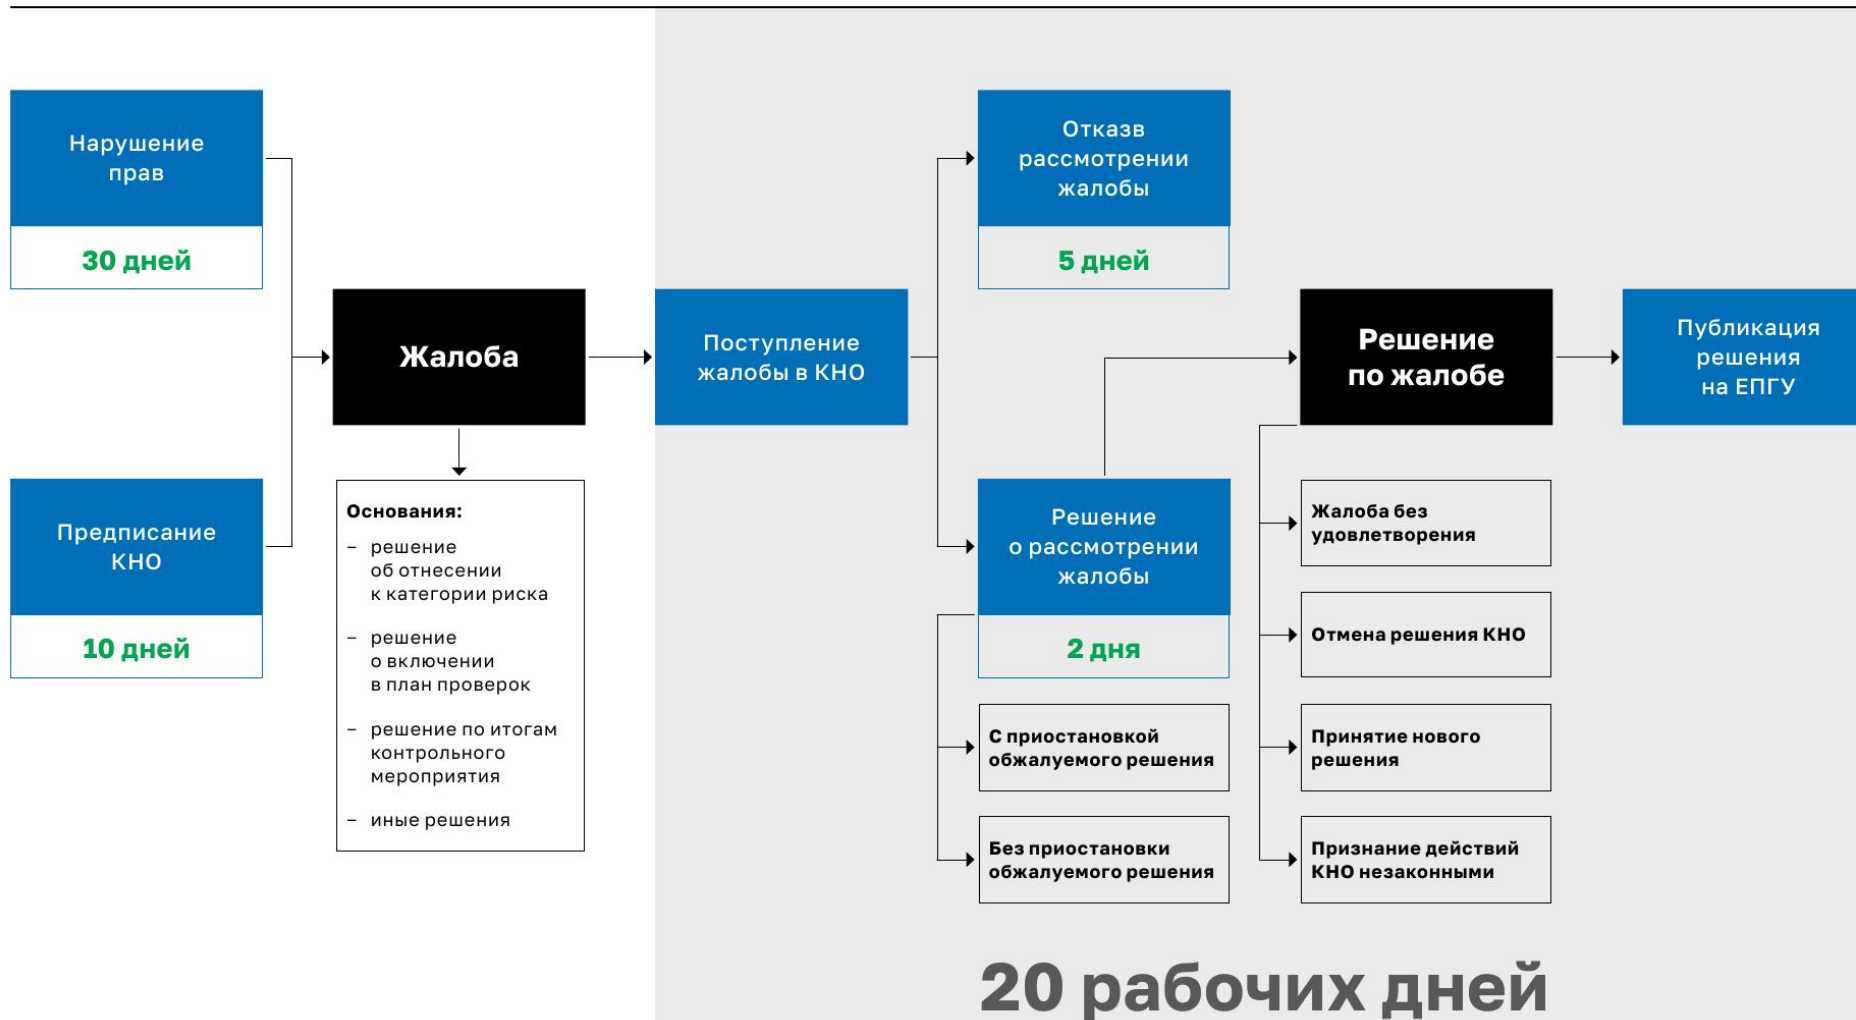 Нарушение
прав
30 дней
Предписание
КНО
10 дней
Жалоба
Основания:
– решение
об отнесении
к категории риска
– решение
о включении
в план проверок
– решение по итогам
контрольного
мероприятия
– иные решения
Поступление
жалобы в КНО
Отказв
рассмотрении
жалобы
5 дней
Решение
о рассмотрении
жалобы
2 дня
С приостановкой
обжалуемого решения
Без приостановки
обжалуемого решения
Решение
по жалобе
Жалоба без
удовлетворения
Отмена решения КНО
Принятие нового
решения
Признание действий
КНО незаконными
Публикация
решения
на ЕПГУ
20 рабочих дней